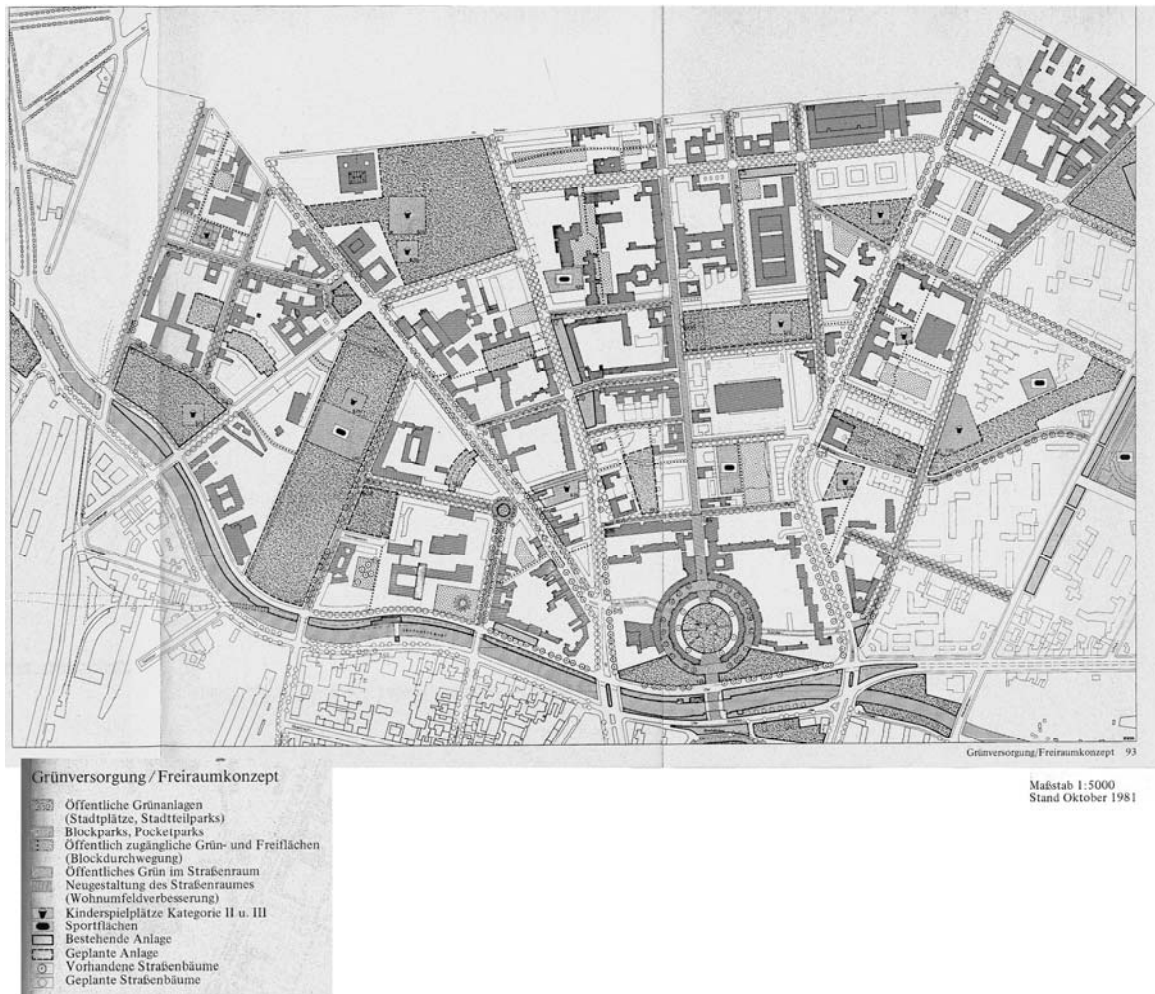 Grünversorgung/Freiraumkonzept 93
Maßstab 1:5000
Stand Oktober 1981
Grünversorgung/Freiraumkonzept
Öffentliche Grünanlagen
(Stadtplätze, Stadtteilparks)
Blockparks, Pocketparks
Öffentlich zugängliche Grün- und Freiflächen
(Blockdurchwegung)
Öffentliches Grün im Straßenraum
Neugestaltung des Straßenraumes
(Wohnumfeldverbesserung)
Kinderspielplätze Kategorie II u. III
Sportflächen
Bestehende Anlage
Geplante Anlage
Vorhandene Straßenbäume
Geplante Straßenbäume